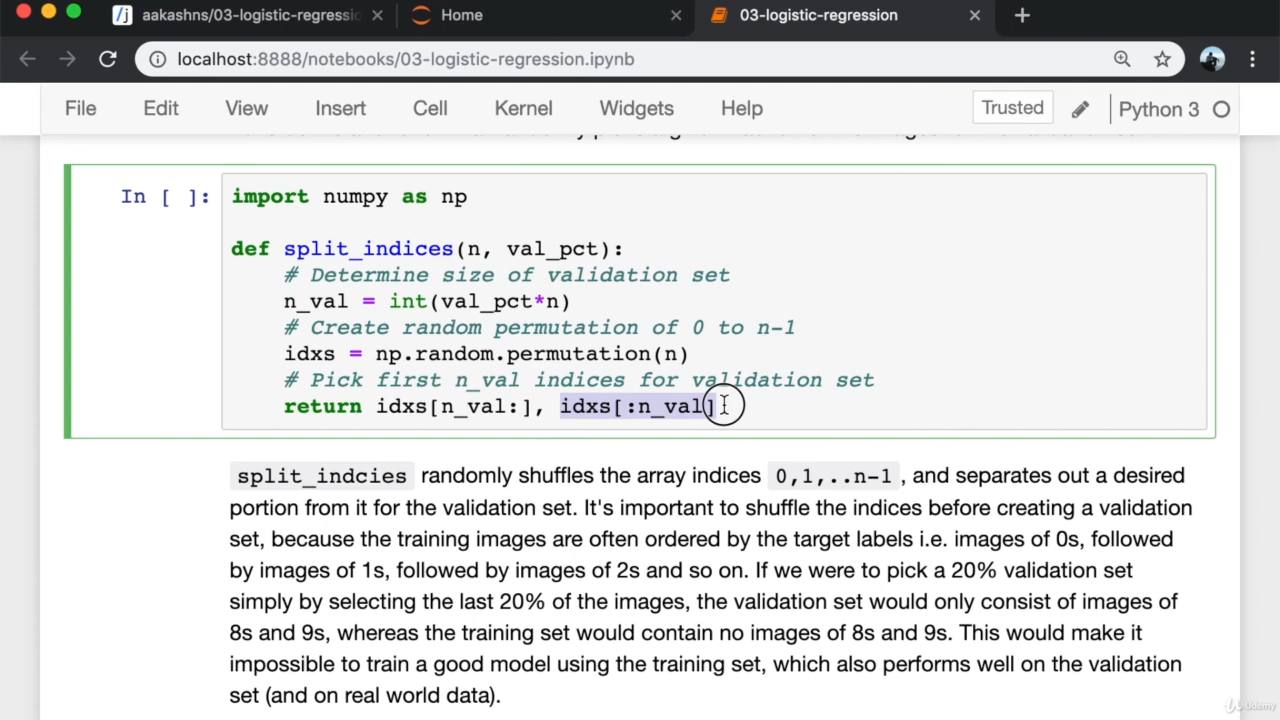 aakashns/03-logistic-regressio
Home
03-logistic-regression
localhost:8888/notebooks/03-logistic-regression.ipynb
File Edit View Insert Cell Kernel Widgets Help Trusted Python 3
In [ ]:
import numpy as np
def split_indices(n, val_pct):
# Determine size of validation set
n_val = int(val_pct*n)
# Create random permutation of 0 to n-1
idxs = np.random.permutation(n)
# Pick first n_val indices for validation set
return idxs[n_val:], idxs[:n_val]
split_indcies randomly shuffles the array indices 0,1,..n-1 , and separates out a desired
portion from it for the validation set. It's important to shuffle the indices before creating a validation
set, because the training images are often ordered by the target labels i.e. images of 0s, followed
by images of 1s, followed by images of 2s and so on. If we were to pick a 20% validation set
simply by selecting the last 20% of the images, the validation set would only consist of images of
8s and 9s, whereas the training set would contain no images of 8s and 9s. This would make it
impossible to train a good model using the training set, which also performs well on the validation
set (and on real world data).
Udemy